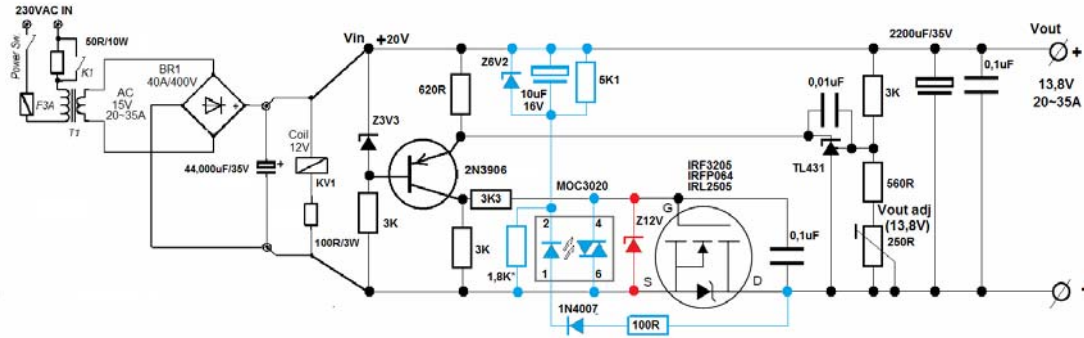 230VAC IN
Power Sw
50R/10W
K1
F3A
T1
AC
15V
20~35A
BR1
40A/400V
+
44,000uF/35V
+
Coil
12V
KV1
100R/3W
Vin +20V
Z3V3
3K
620R
2N3906
3K3
3K
Z6V2
10uF
16V
5K1
MOC3020
1,8K*
2
4
1
6
1N4007
100R
Z12V
IRF3205
IRFP064
IRL2505
G
S
D
0,1uF
0,01uF
TL431
3K
560R
Vout adj
(13,8V)
250R
2200uF/35V
0,1uF
Vout
+
13,8V
20~35A
-